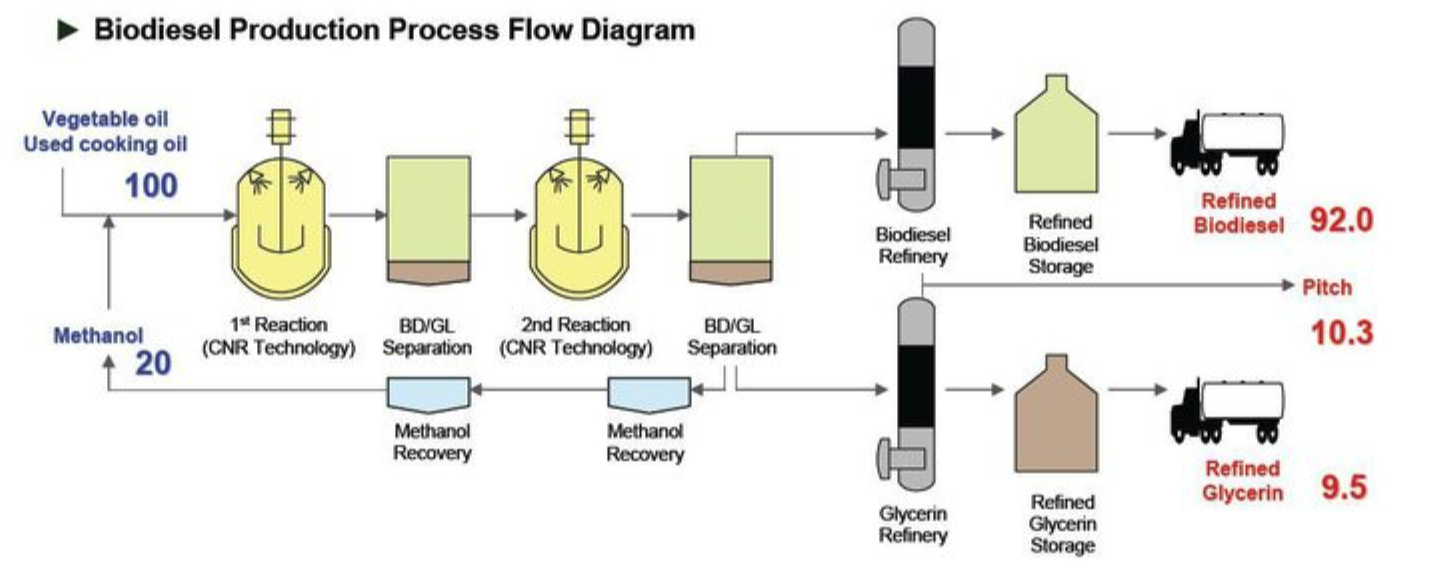 ► Biodiesel Production Process Flow Diagram
Vegetable oil
Used cooking oil
100
Methanol
20
1st Reaction
(CNR Technology)
BD/GL
Separation
2nd Reaction
(CNR Technology)
BD/GL
Separation
Methanol
Recovery
Methanol
Recovery
Biodiesel
Refinery
Refined
Biodiesel
Storage
Refined
Biodiesel
92.0
Pitch
10.3
Glycerin
Refinery
Refined
Glycerin
Storage
Refined
Glycerin
9.5